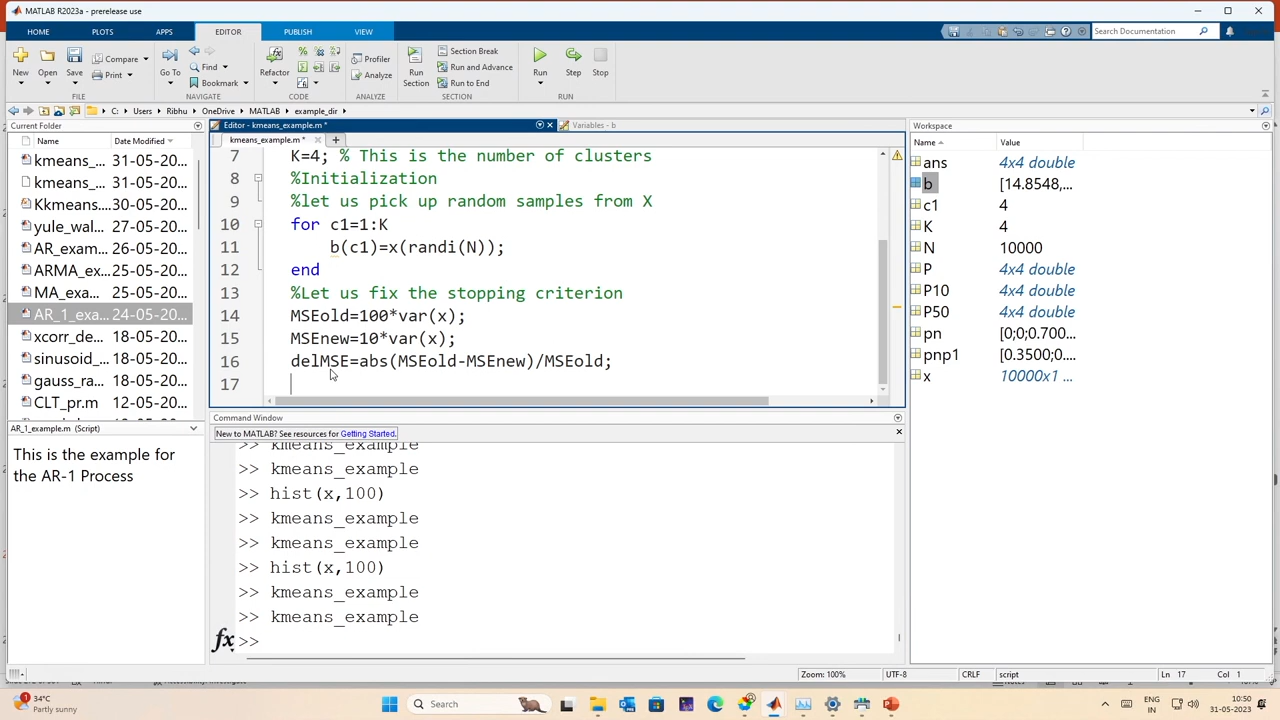 MATLAB R2023a - prerelease use
HOME PLOTS APPS EDITOR PUBLISH VIEW Search Documentation
New Open Save Compare Print Go To Find Bookmark Refactor Profiler Analyze Run Section Section Break Run and Advance Run to End Run Step Stop
FILE NAVIGATE CODE ANALYZE SECTION RUN
C: Users Ribhu OneDrive MATLAB example_dir
Current Folder
Name Date Modified
kmeans_... 31-05-20...
kmeans_... 31-05-20...
Kkmeans... 30-05-20...
yule_wal... 27-05-20...
AR_exam... 26-05-20...
ARMA_ex... 25-05-20...
MA_exa... 25-05-20...
AR_1_exa... 24-05-20...
xcorr_de... 18-05-20...
sinusoid_... 18-05-20...
gauss_ra... 18-05-20...
CLT_pr.m 12-05-20...
AR_1_example.m (Script)
This is the example for
the AR-1 Process
Editor - kmeans_example.m *
Variables - b
kmeans_example.m *
7 K=4; % This is the number of clusters
8 %Initialization
9 %let us pick up random samples from X
10 for c1=1:K
11 b(c1)=x(randi(N));
12 end
13 %Let us fix the stopping criterion
14 MSEold=100*var(x);
15 MSEnew=10*var(x);
16 delMSE=abs(MSEold-MSEnew)/MSEold;
17
Command Window
New to MATLAB? See resources for Getting Started.
>> kmeans_example
>> kmeans_example
>> hist(x,100)
>> kmeans_example
>> kmeans_example
>> hist(x,100)
>> kmeans_example
>> kmeans_example
fx >>
Workspace
Name Value
ans 4x4 double
b [14.8548,...
c1 4
K 4
N 10000
P 4x4 double
P10 4x4 double
P50 4x4 double
pn [0;0;0.700...
pnp1 [0.3500;0....
x 10000x1 ...
Zoom: 100% UTF-8 CRLF script Ln 17 Col 1
34°C
Partly sunny
Search
ENG
IN
10:50
31-05-2023